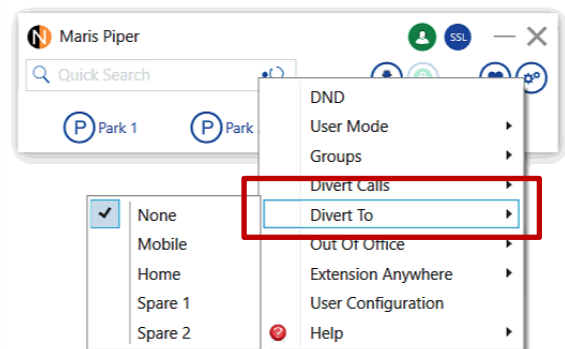 Maris Piper
SSL
Quick Search
Park 1
Park
DND
User Mode
Groups
Divert Calls
Divert To
Out Of Office
Extension Anywhere
User Configuration
Help
None
Mobile
Home
Spare 1
Spare 2